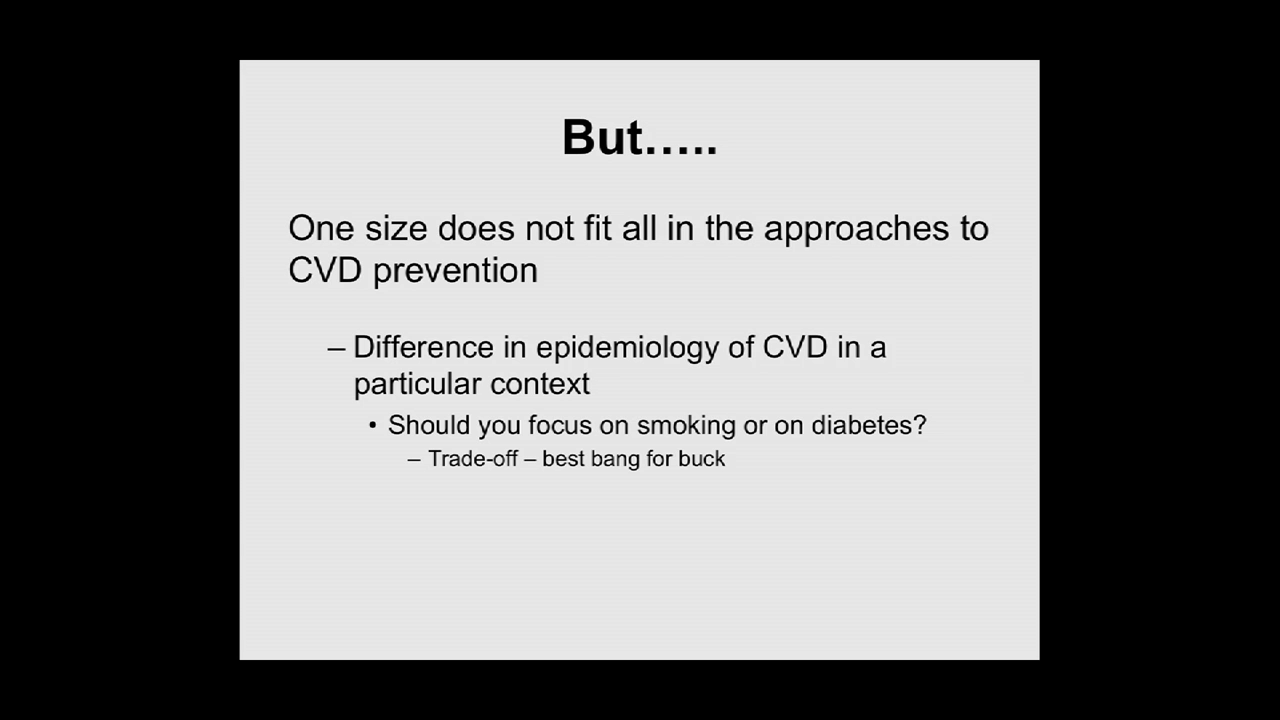 But…..
One size does not fit all in the approaches to
CVD prevention
– Difference in epidemiology of CVD in a
particular context
• Should you focus on smoking or on diabetes?
– Trade-off – best bang for buck